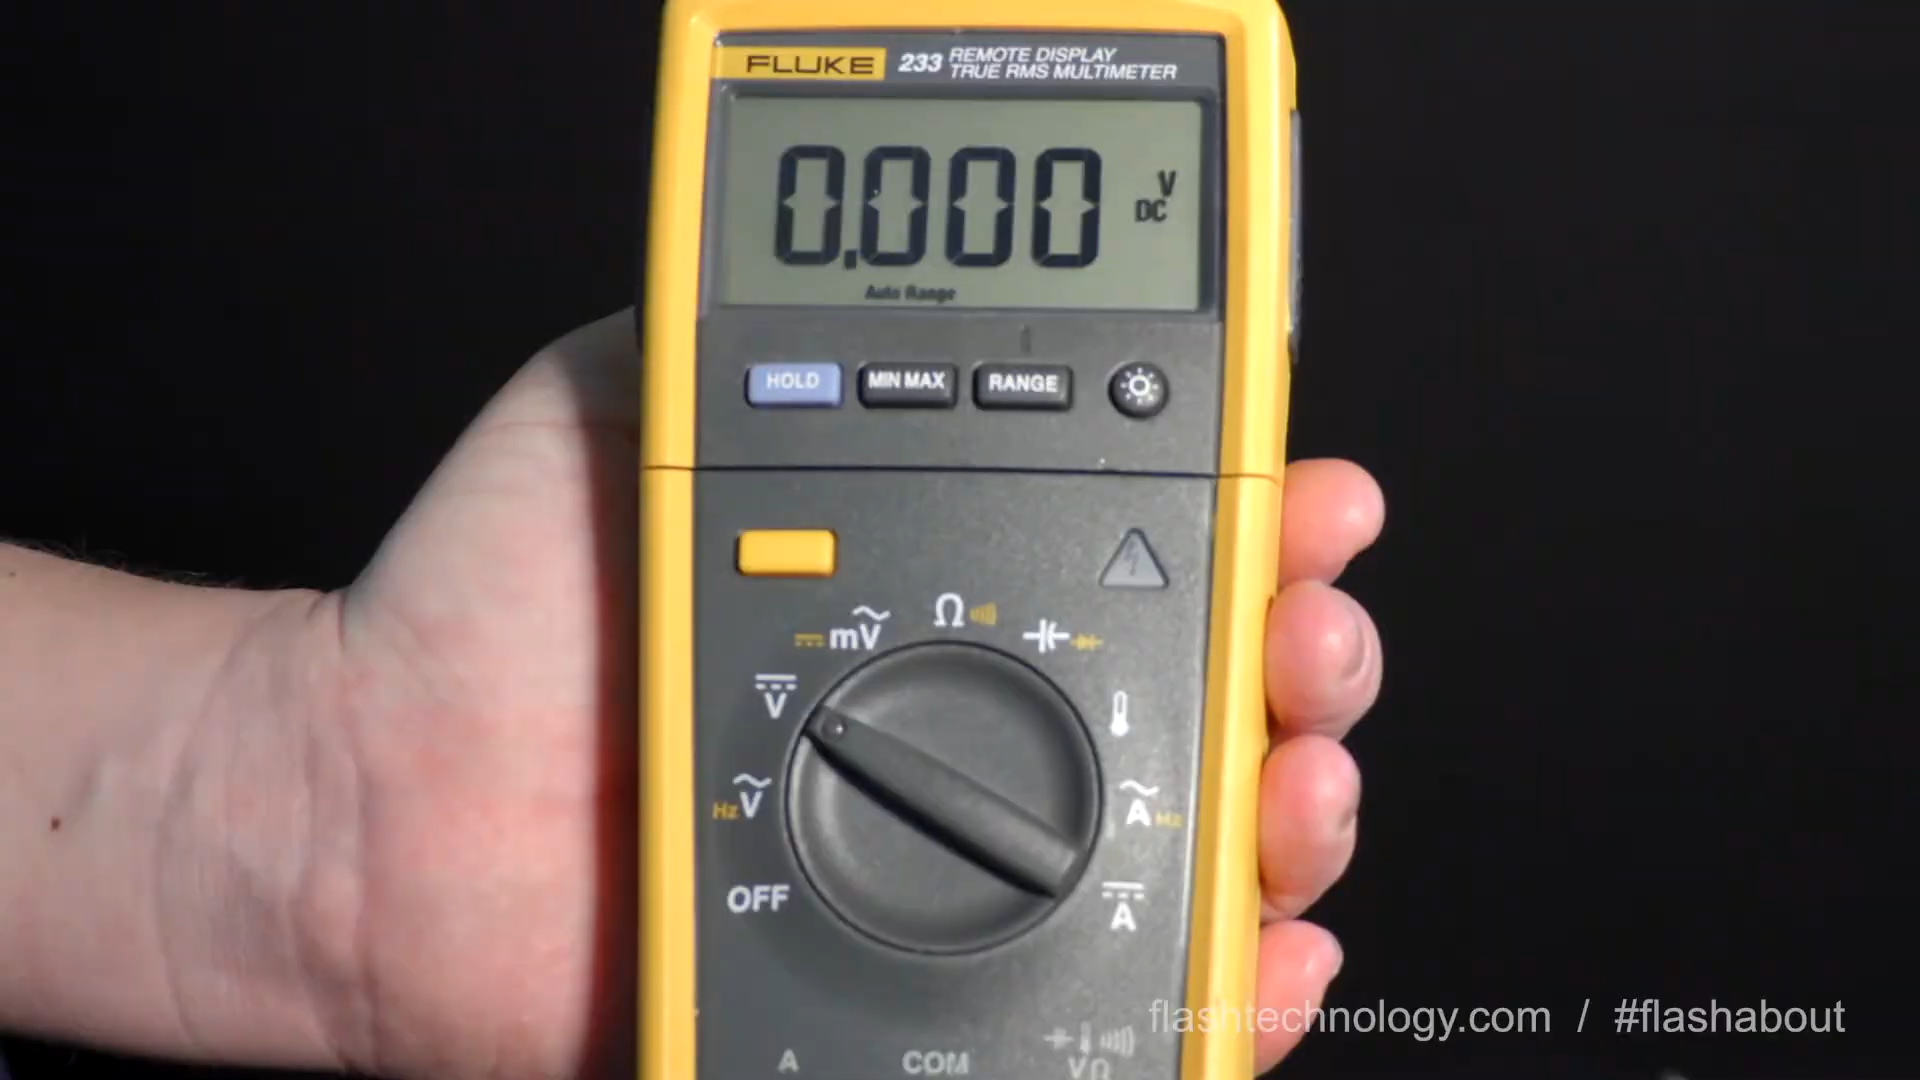 FLUKE 233 REMOTE DISPLAY
TRUE RMS MULTIMETER
0.000 V
DC
Auto Range
HOLD MIN MAX RANGE
mV Ω
V
Hz V A Hz
OFF A
A COM VΩ
flashtechnology.com / #flashabout